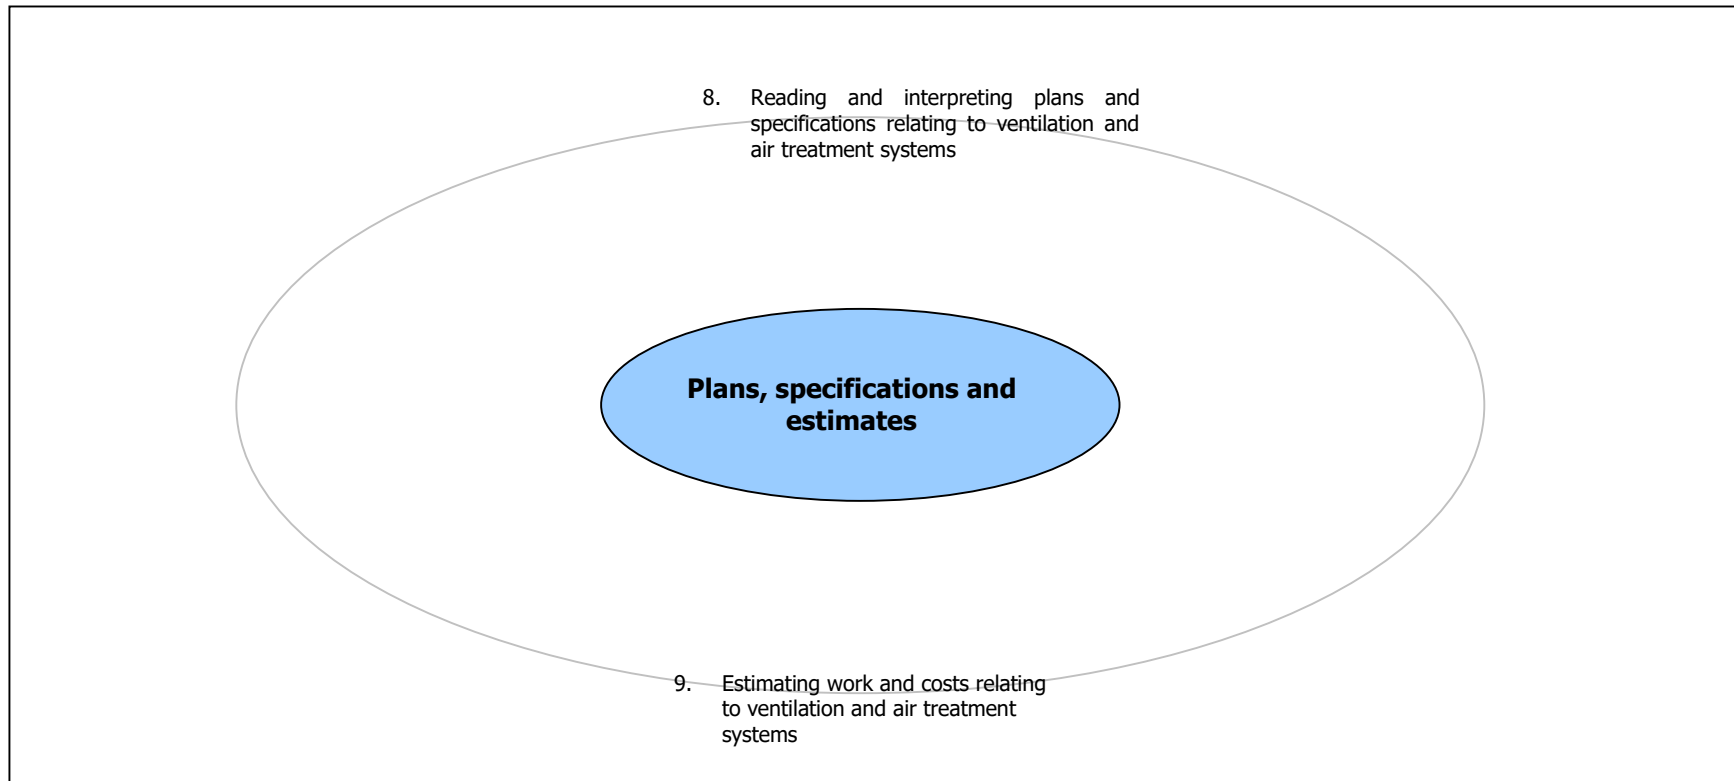 8. Reading and interpreting plans and
specifications relating to ventilation and
air treatment systems
Plans, specifications and
estimates
9. Estimating work and costs relating
to ventilation and air treatment
systems